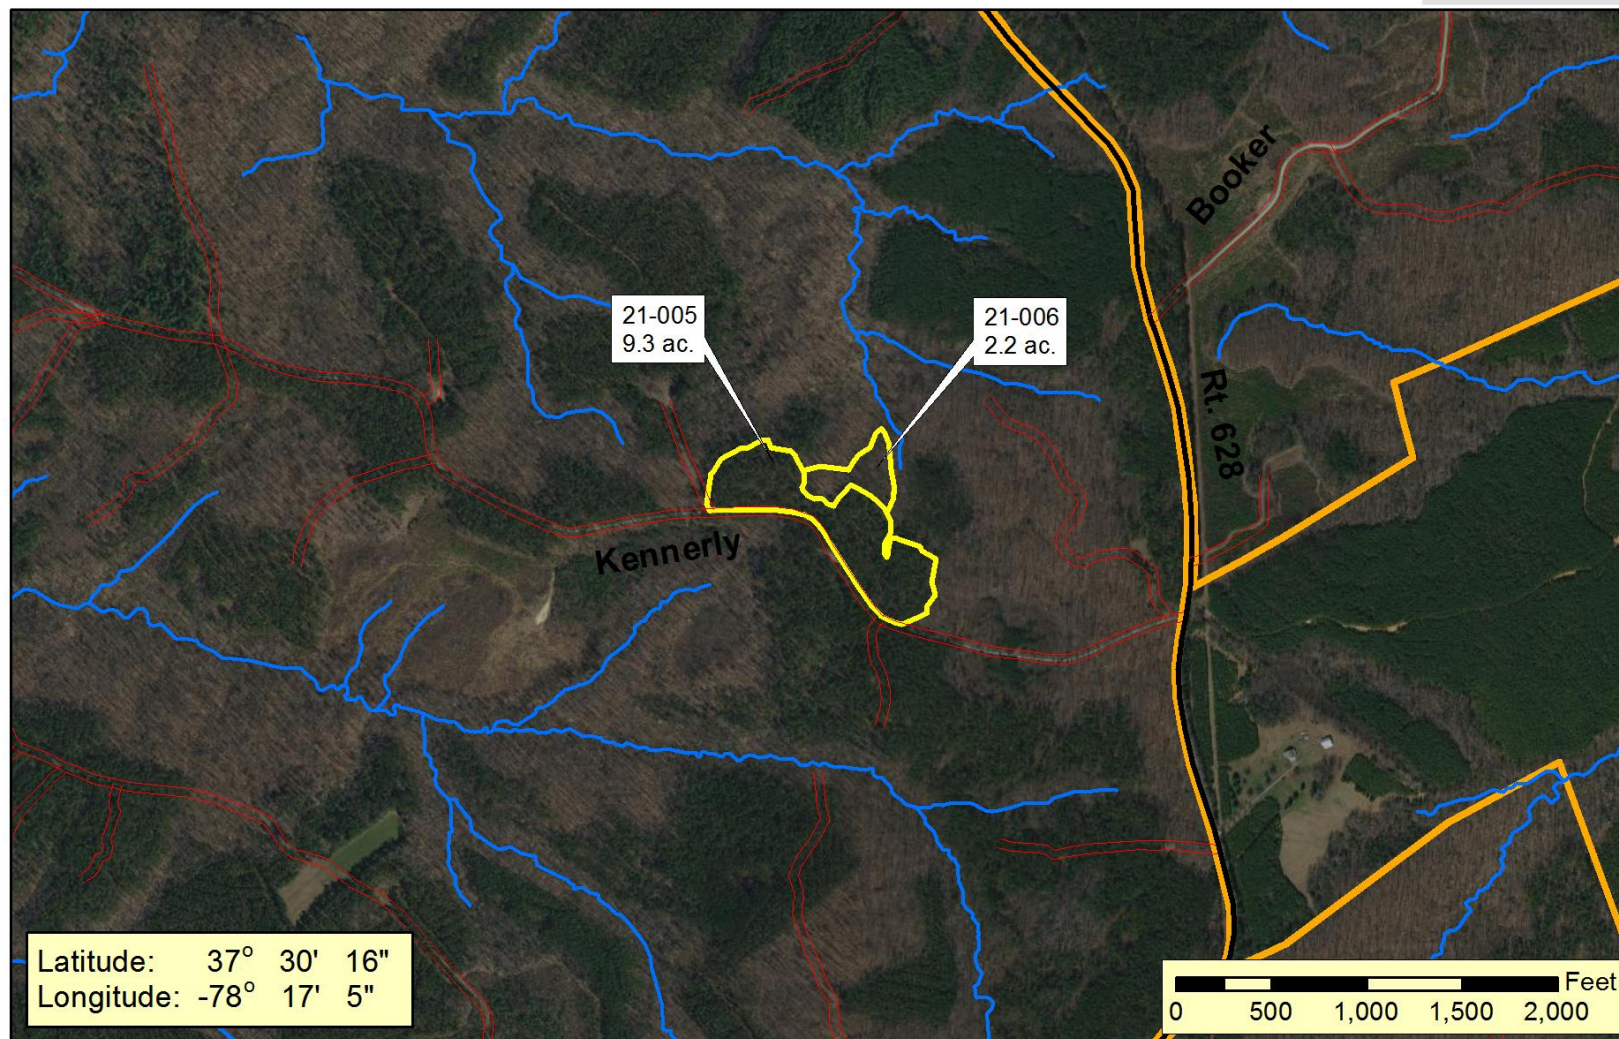 Booker
21-005
9.3 ac.
21-006
2.2 ac.
Rt. 628
Kennerly
Latitude: 37° 30' 16"
Longitude: -78° 17' 5"
Feet
0 500 1,000 1,500 2,000